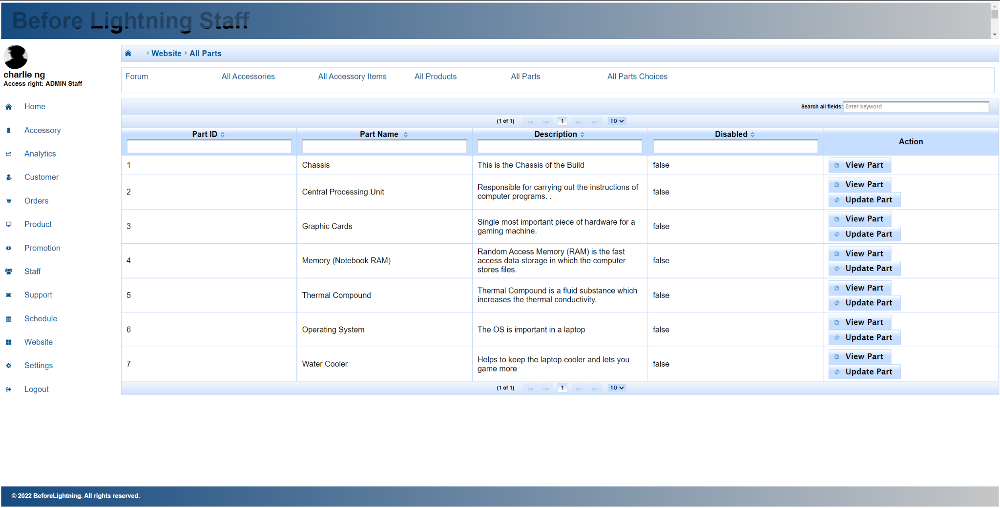 Before Lightning Staff
charlie ng
Access right: ADMIN Staff
Home
Accessory
Analytics
Customer
Orders
Product
Promotion
Staff
Support
Schedule
Website
Settings
Logout
Website All Parts
Forum All Accessories All Accessory Items All Products All Parts All Parts Choices
Search all fields: Enter keyword
(1 of 1) 1 10
Part ID Part Name Description Disabled Action
1 Chassis This is the Chassis of the Build false View Part
2 Central Processing Unit Responsible for carrying out the instructions of
computer programs. . false View Part
Update Part
3 Graphic Cards Single most important piece of hardware for a
gaming machine. false View Part
Update Part
4 Memory (Notebook RAM) Random Access Memory (RAM) is the fast
access data storage in which the computer
stores files. false View Part
Update Part
5 Thermal Compound Thermal Compound is a fluid substance which
increases the thermal conductivity. false View Part
Update Part
6 Operating System The OS is important in a laptop false View Part
Update Part
7 Water Cooler Helps to keep the laptop cooler and lets you
game more false View Part
Update Part
(1 of 1) 1 10
© 2022 BeforeLightning. All rights reserved.